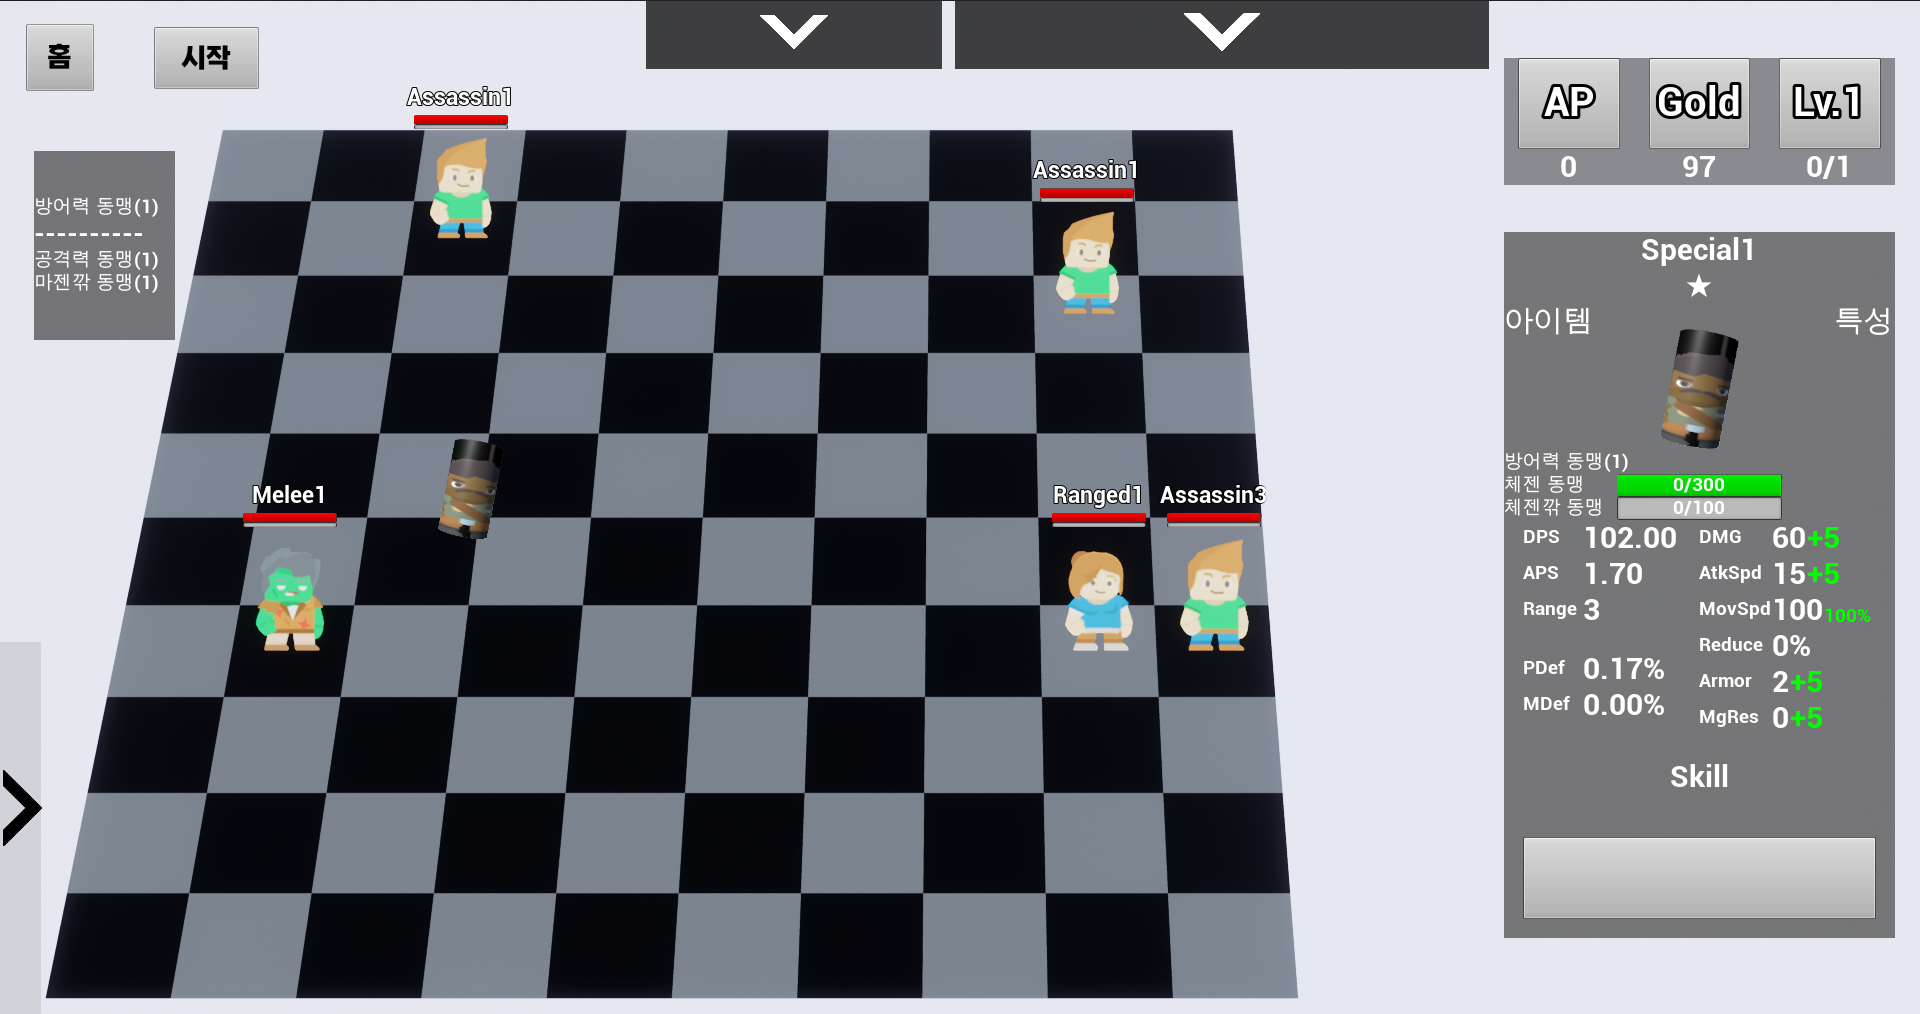 홈
시작
AP
Gold
Lv.1
0
97
0/1
Assassin1
Assassin1
방어력 동맹(1)
----------
공격력 동맹(1)
마젠깎 동맹(1)
Melee1
Ranged1
Assassin3
Special1
★
아이템
특성
방어력 동맹(1)
체젠 동맹
0/300
체젠깎 동맹
0/100
DPS 102.00 DMG 60+5
APS 1.70 AtkSpd 15+5
Range 3 MovSpd 100 100%
Reduce 0%
PDef 0.17% Armor 2+5
MDef 0.00% MgRes 0+5
Skill